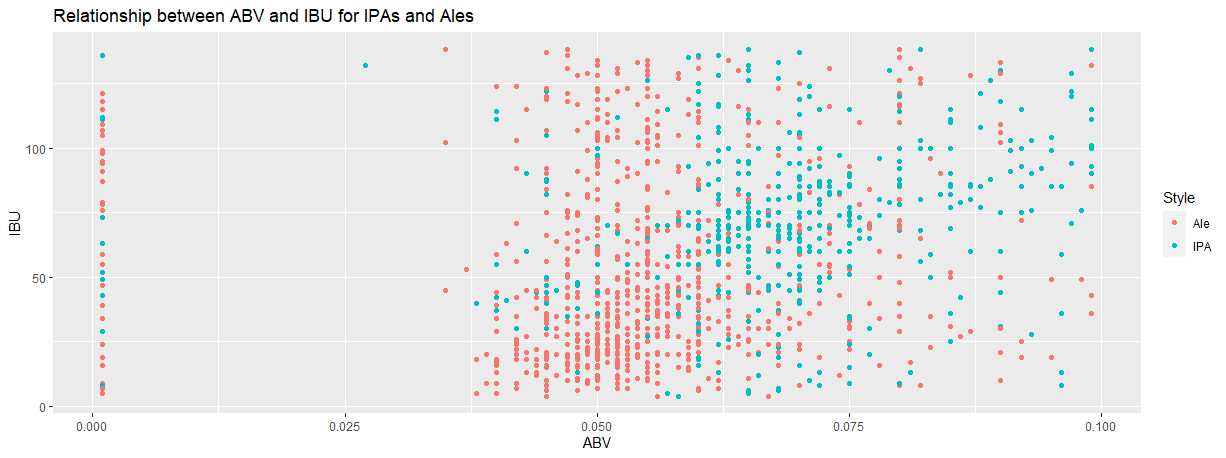 Relationship between ABV and IBU for IPAs and Ales
IBU
100
50
0
0.000
0.025
0.050
0.075
0.100
ABV
Style
Ale
IPA